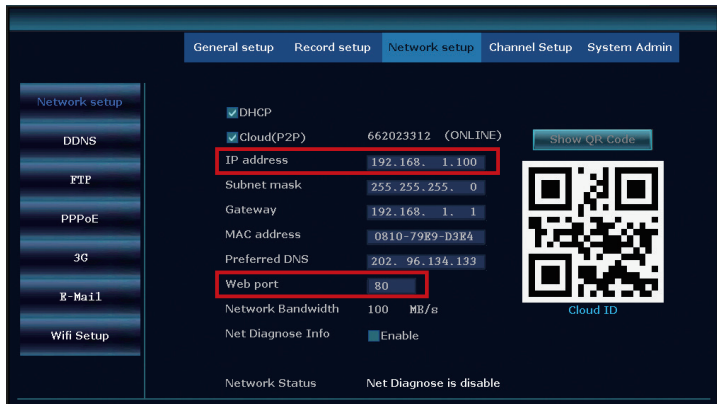 General setup Record setup Network setup Channel Setup System Admin
Network setup
DDNS
FTP
PPPoE
3G
E-Mail
Wifi Setup
DHCP
Cloud(P2P) 662023312 (ONLINE) Show QR Code
IP address 192.168. 1.100
Subnet mask 255.255.255. 0
Gateway 192.168. 1. 1
MAC address 0810-79E9-D3E4
Preferred DNS 202. 96.134.133
Web port 80
Network Bandwidth 100 MB/s
Cloud ID
Net Diagnose Info Enable
Network Status Net Diagnose is disable